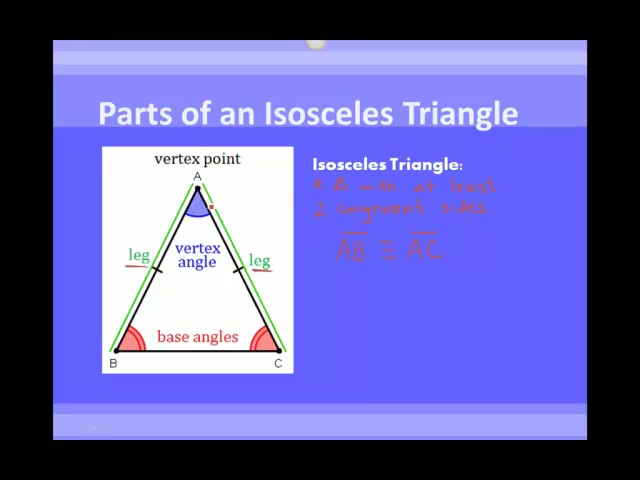 Parts of an Isosceles Triangle
vertex point
A
leg
vertex
angle
leg
base angles
B
C
Isosceles Triangle:
A Δ with at least
2 congruent sides.
AB ≅ AC